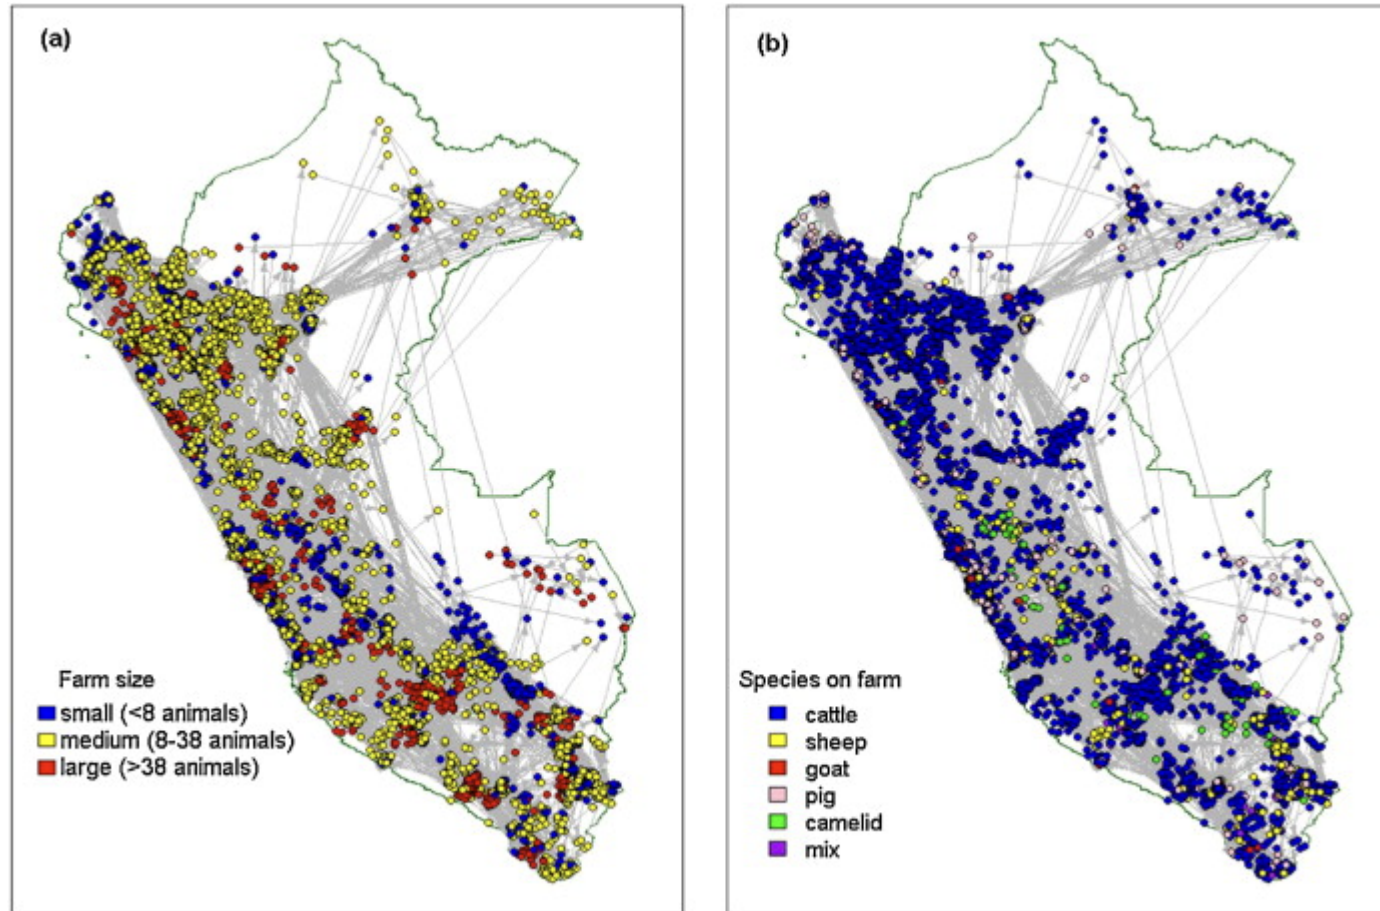 (a)
Farm size
small (<8 animals)
medium (8-38 animals)
large (>38 animals)
(b)
Species on farm
cattle
sheep
goat
pig
camelid
mix